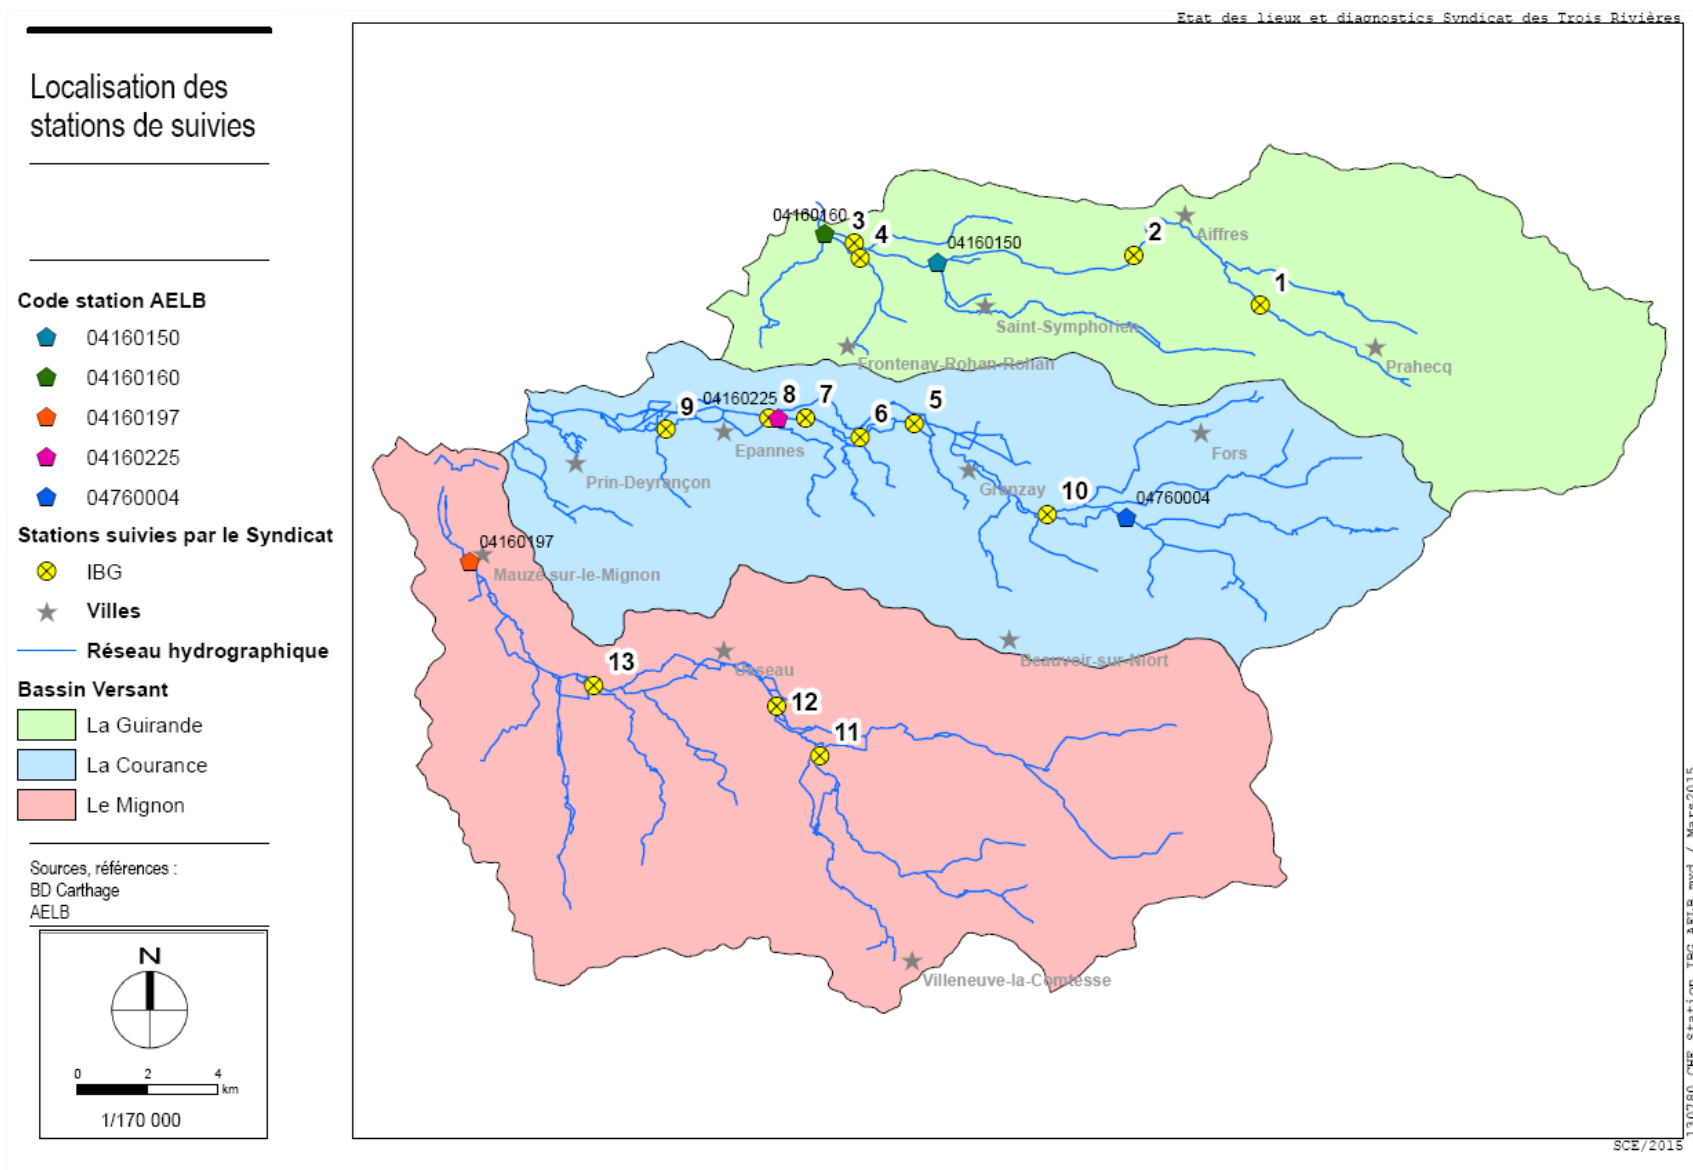 Etat des lieux et diagnostics Syndicat des Trois Rivières
Localisation des
stations de suivies
Code station AELB
04160150
04160160
04160197
04160225
04760004
Stations suivies par le Syndicat
IBG
Villes
Réseau hydrographique
Bassin Versant
La Guirande
La Courance
Le Mignon
Sources, références :
BD Carthage
AELB
N
0 2 4
km
1/170 000
04160160
3
4
04160150
2
Aiffres
1
Saint-Symphorien
Frontenay-Rohan-Rohan
Prahecq
9
04160225
8
7
6
5
Epannes
Prin-Deyrançon
Granzay
Fors
10
04760004
04160197
Mauzé-sur-le-Mignon
Beauvoir-sur-Niort
13
Usseau
12
11
Villeneuve-la-Comtesse
130780_CHE_Station_IBG_AELB.mxd / Mars2015
SCE/2015